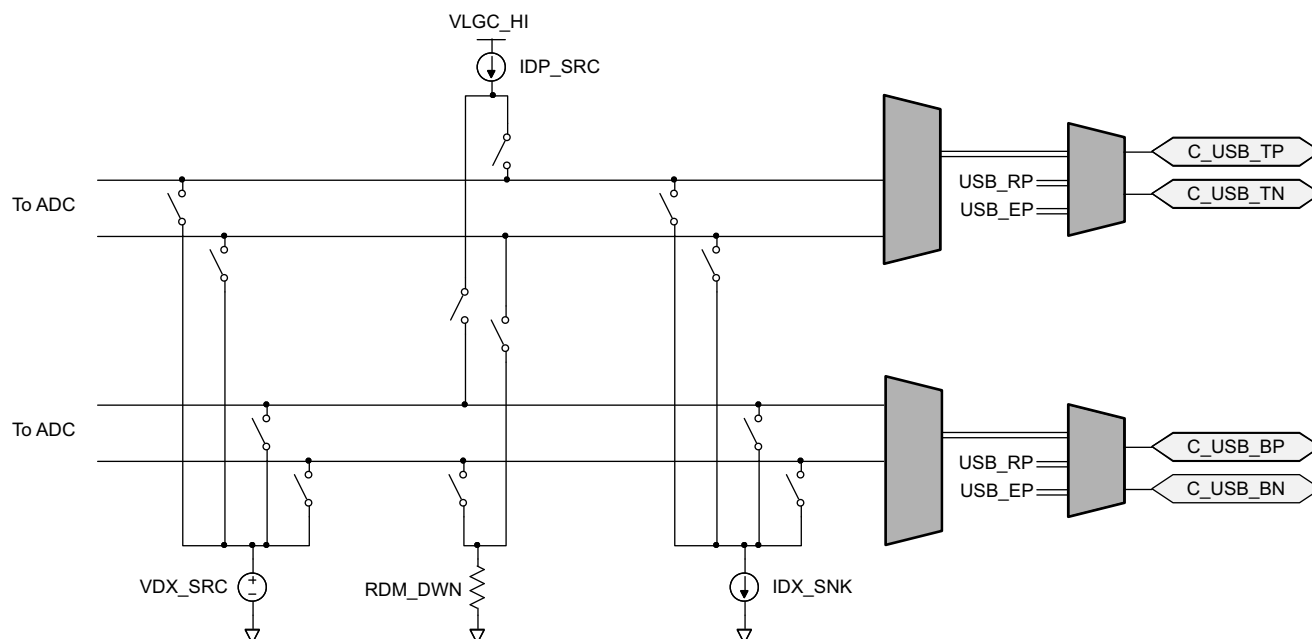 VLGC_HI
IDP_SRC
C_USB_TP
USB_RP
C_USB_TN
To ADC
USB_EP
To ADC
C_USB_BP
USB_RP
C_USB_BN
USB_EP
VDX_SRC
RDM_DWN
IDX_SNK